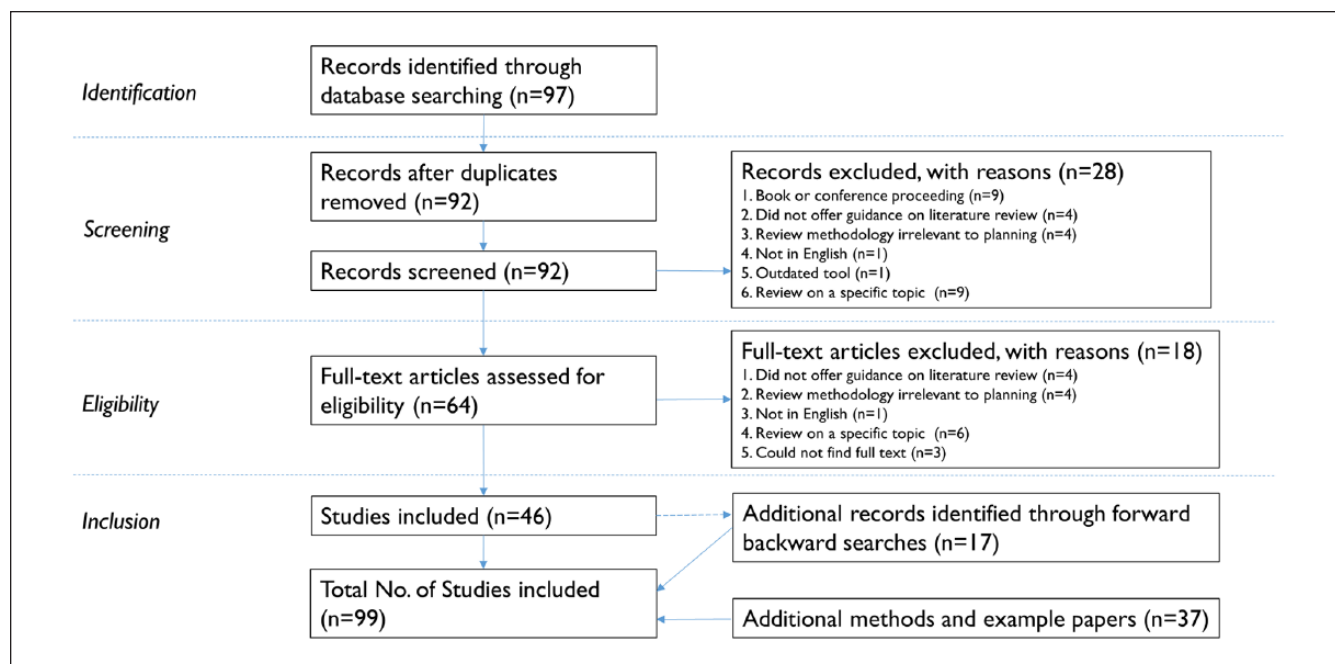 Identification
Records identified through
database searching (n=97)
Screening
Records after duplicates
removed (n=92)
Records screened (n=92)
Records excluded, with reasons (n=28)
1. Book or conference proceeding (n=9)
2. Did not offer guidance on literature review (n=4)
3. Review methodology irrelevant to planning (n=4)
4. Not in English (n=1)
5. Outdated tool (n=1)
6. Review on a specific topic (n=9)
Eligibility
Full-text articles assessed for
eligibility (n=64)
Full-text articles excluded, with reasons (n=18)
1. Did not offer guidance on literature review (n=4)
2. Review methodology irrelevant to planning (n=4)
3. Not in English (n=1)
4. Review on a specific topic (n=6)
5. Could not find full text (n=3)
Inclusion
Studies included (n=46)
Additional records identified through forward
backward searches (n=17)
Total No. of Studies included
(n=99)
Additional methods and example papers (n=37)